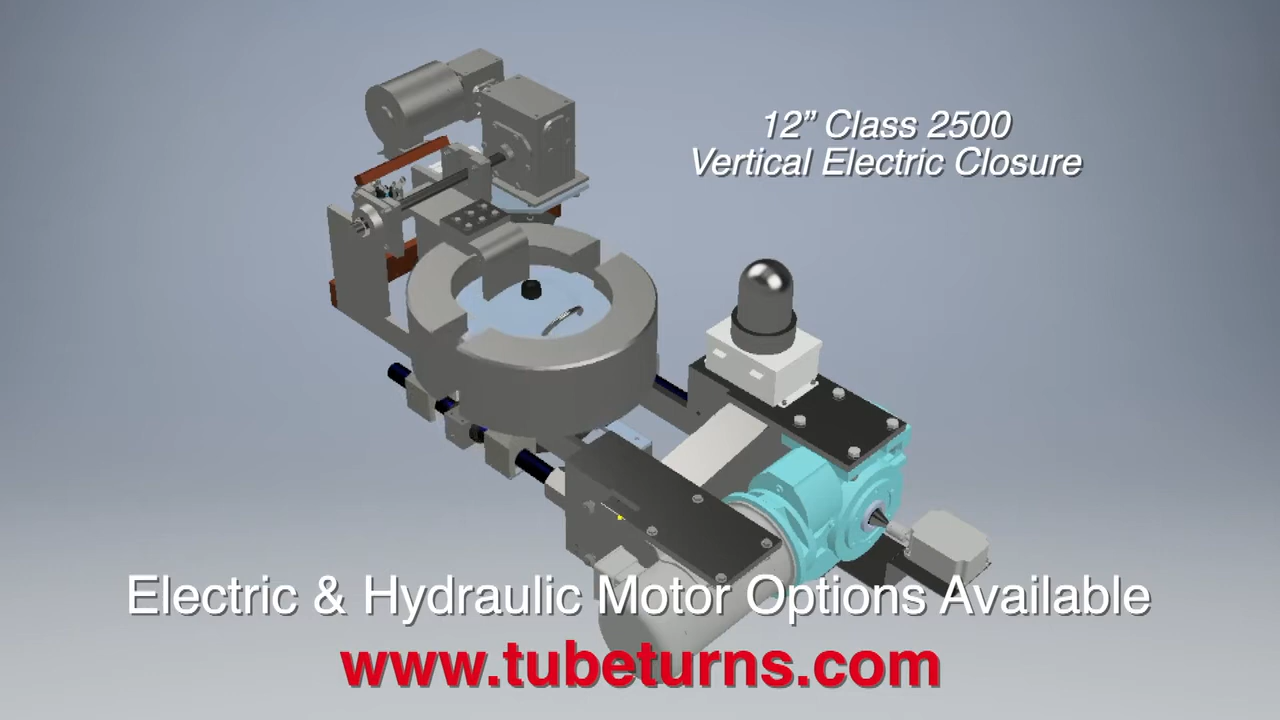 12” Class 2500
Vertical Electric Closure
Electric & Hydraulic Motor Options Available
www.tubeturns.com